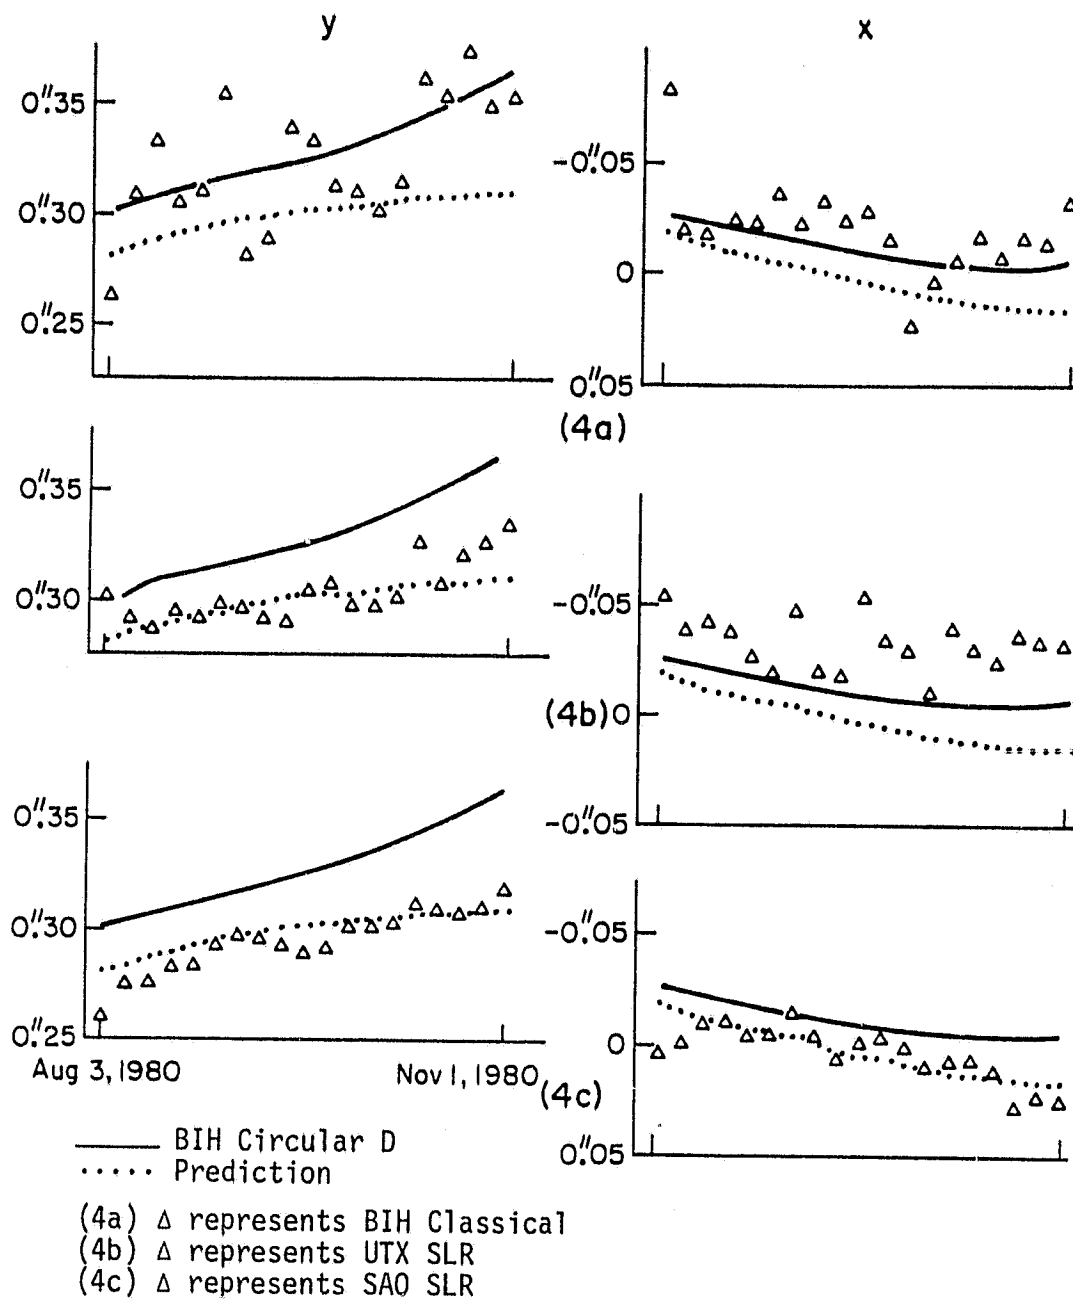 y
x
0".35
0".30
0".25
-0".05
0
0".05
(4a)
0".35
0".30
-0".05
(4b) 0
-0".05
0".35
0".30
0".25
Aug 3, 1980
Nov 1, 1980
-0".05
0
0".05
(4c)
BIH Circular D
Prediction
(4a) Δ represents BIH Classical
(4b) Δ represents UTX SLR
(4c) Δ represents SAO SLR